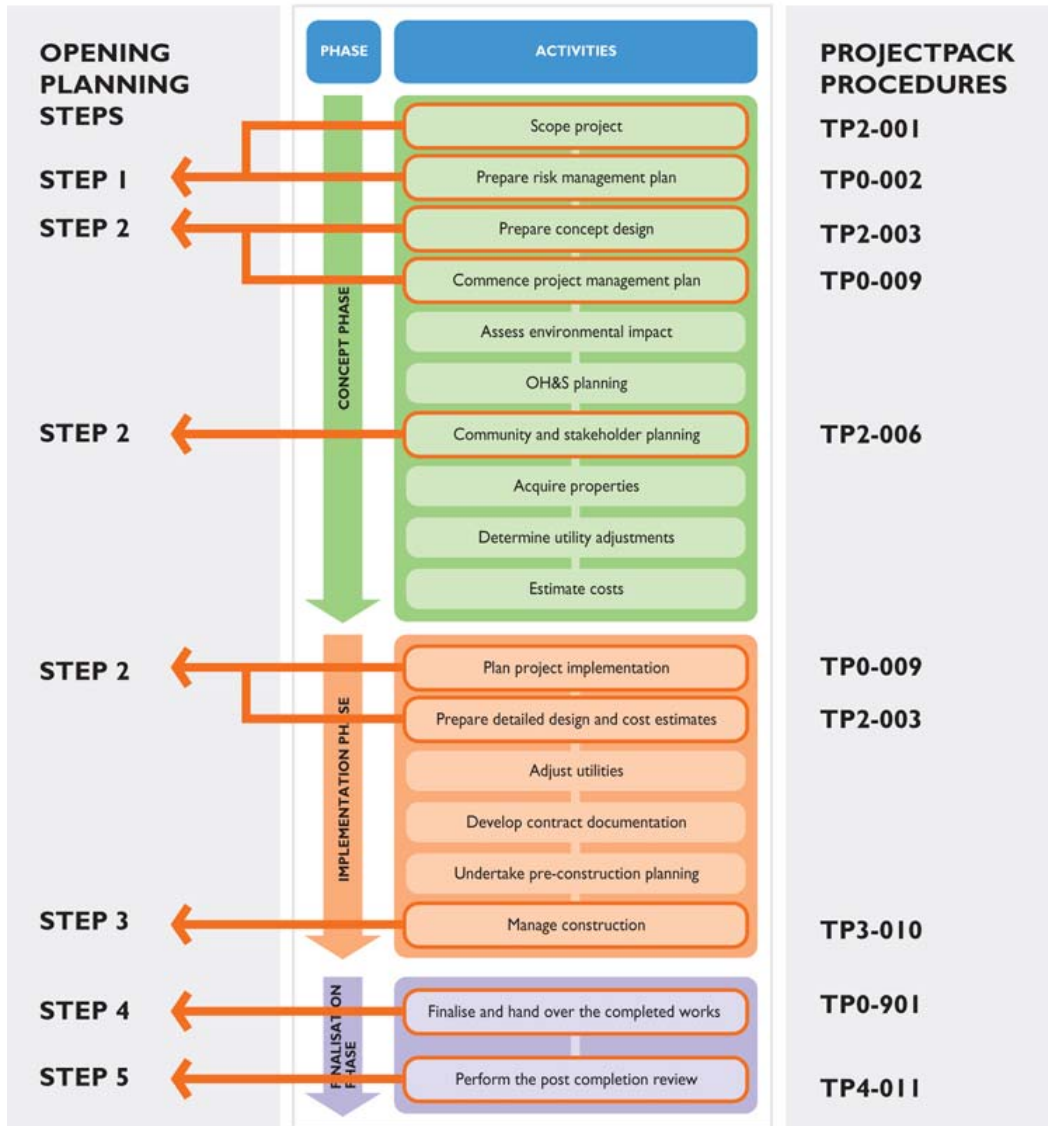 OPENING
PLANNING
STEPS
PHASE
ACTIVITIES
PROJECTPACK
PROCEDURES
Scope project
TP2-001
STEP 1
Prepare risk management plan
TP0-002
STEP 2
Prepare concept design
TP2-003
Commence project management plan
TP0-009
CONCEPT PHASE
Assess environmental impact
OH&S planning
STEP 2
Community and stakeholder planning
TP2-006
Acquire properties
Determine utility adjustments
Estimate costs
STEP 2
Plan project implementation
TP0-009
Prepare detailed design and cost estimates
TP2-003
IMPLEMENTATION PHASE
Adjust utilities
Develop contract documentation
Undertake pre-construction planning
STEP 3
Manage construction
TP3-010
STEP 4
Finalise and hand over the completed works
TP0-901
FINALISATION
PHASE
STEP 5
Perform the post completion review
TP4-011